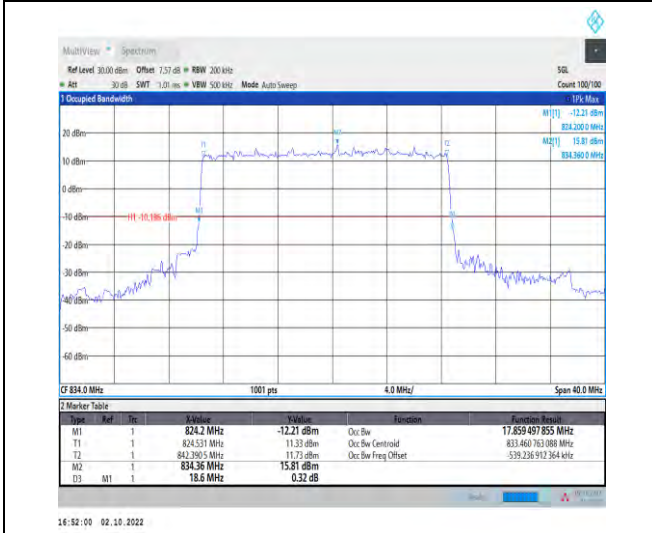 MultiView Spectrum
Ref Level 30.00 dBm Offset 7.57 dB RBW 200 kHz SGL
Att 30 dB SWT 1.01 ms VBW 500 kHz Mode Auto Sweep Count 100/100
1 Occupied Bandwidth 1Pk Max
M1[1] -12.21 dBm
824.200 0 MHz
M2[1] 15.81 dBm
834.360 0 MHz
20 dBm
T1 M2 T2
10 dBm
0 dBm
-10 dBm H1 -10.186 dBm M1
-20 dBm
-30 dBm
-40 dBm
-50 dBm
-60 dBm
CF 834.0 MHz 1001 pts 4.0 MHz/ Span 40.0 MHz
2 Marker Table
Type Ref Trc X-Value Y-Value Function Function Result
M1 1 824.2 MHz -12.21 dBm Occ Bw 17.859 497 855 MHz
T1 1 824.531 MHz 11.33 dBm Occ Bw Centroid 833.460 763 088 MHz
T2 1 842.3905 MHz 11.73 dBm Occ Bw Freq Offset -539.236 912 364 kHz
M2 1 834.36 MHz 15.81 dBm
D3 M1 1 18.6 MHz 0.32 dB
16:52:00 02.10.2022